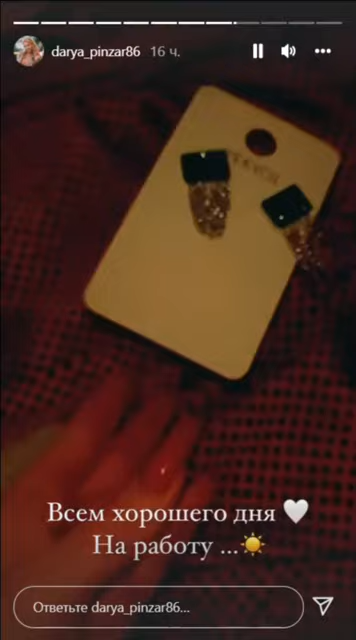 darya_pinzar86 16 ч.
Всем хорошего дня 🤍
На работу ...☀️
Ответьте darya_pinzar86...